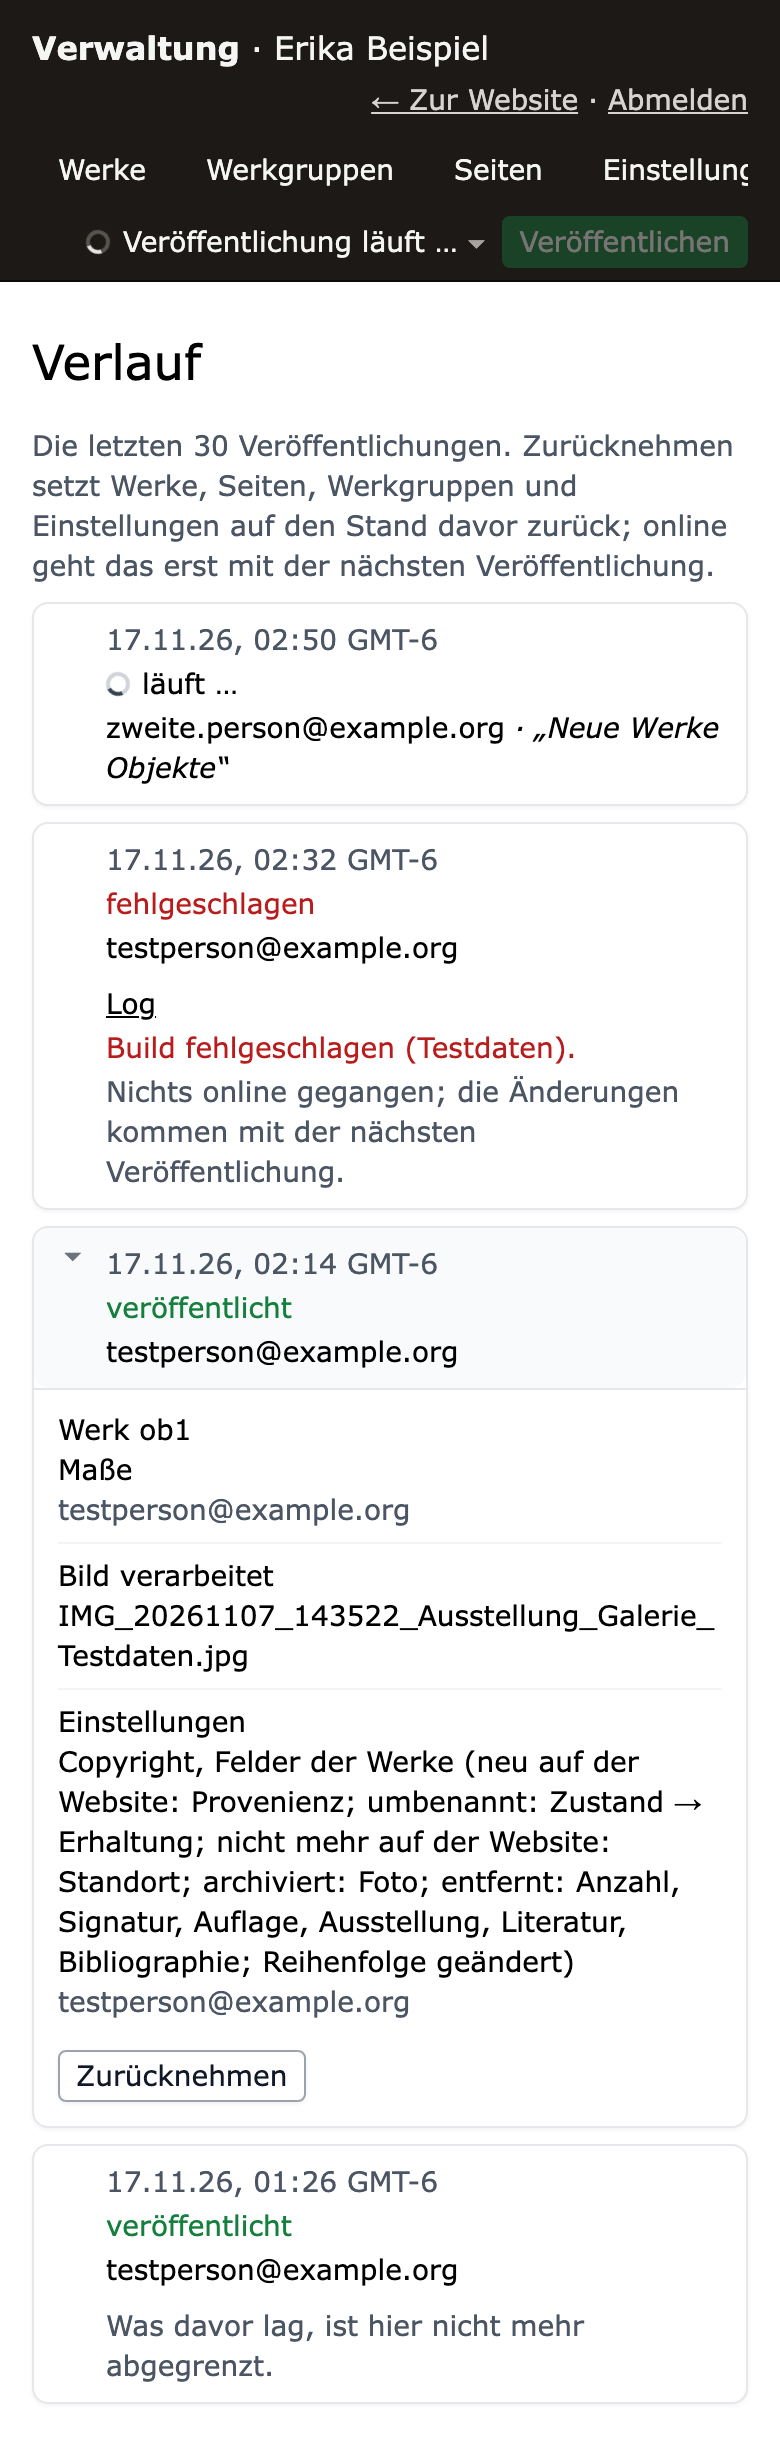 Verwaltung · Erika Beispiel
← Zur Website · Abmelden
Werke Werkgruppen Seiten Einstellung
Veröffentlichung läuft … Veröffentlichen
Verlauf
Die letzten 30 Veröffentlichungen. Zurücknehmen
setzt Werke, Seiten, Werkgruppen und
Einstellungen auf den Stand davor zurück; online
geht das erst mit der nächsten Veröffentlichung.
17.11.26, 02:50 GMT-6
läuft …
zweite.person@example.org · „Neue Werke
Objekte“
17.11.26, 02:32 GMT-6
fehlgeschlagen
testperson@example.org
Log
Build fehlgeschlagen (Testdaten).
Nichts online gegangen; die Änderungen
kommen mit der nächsten
Veröffentlichung.
17.11.26, 02:14 GMT-6
veröffentlicht
testperson@example.org
Werk ob1
Maße
testperson@example.org
Bild verarbeitet
IMG_20261107_143522_Ausstellung_Galerie_
Testdaten.jpg
Einstellungen
Copyright, Felder der Werke (neu auf der
Website: Provenienz; umbenannt: Zustand →
Erhaltung; nicht mehr auf der Website:
Standort; archiviert: Foto; entfernt: Anzahl,
Signatur, Auflage, Ausstellung, Literatur,
Bibliographie; Reihenfolge geändert)
testperson@example.org
Zurücknehmen
17.11.26, 01:26 GMT-6
veröffentlicht
testperson@example.org
Was davor lag, ist hier nicht mehr
abgegrenzt.